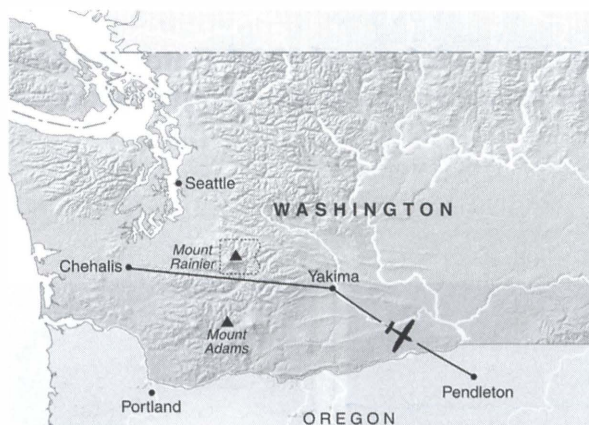 Seattle
WASHINGTON
Mount
Rainier
Chehalis
Yakima
Mount
Adams
Pendleton
Portland
OREGON